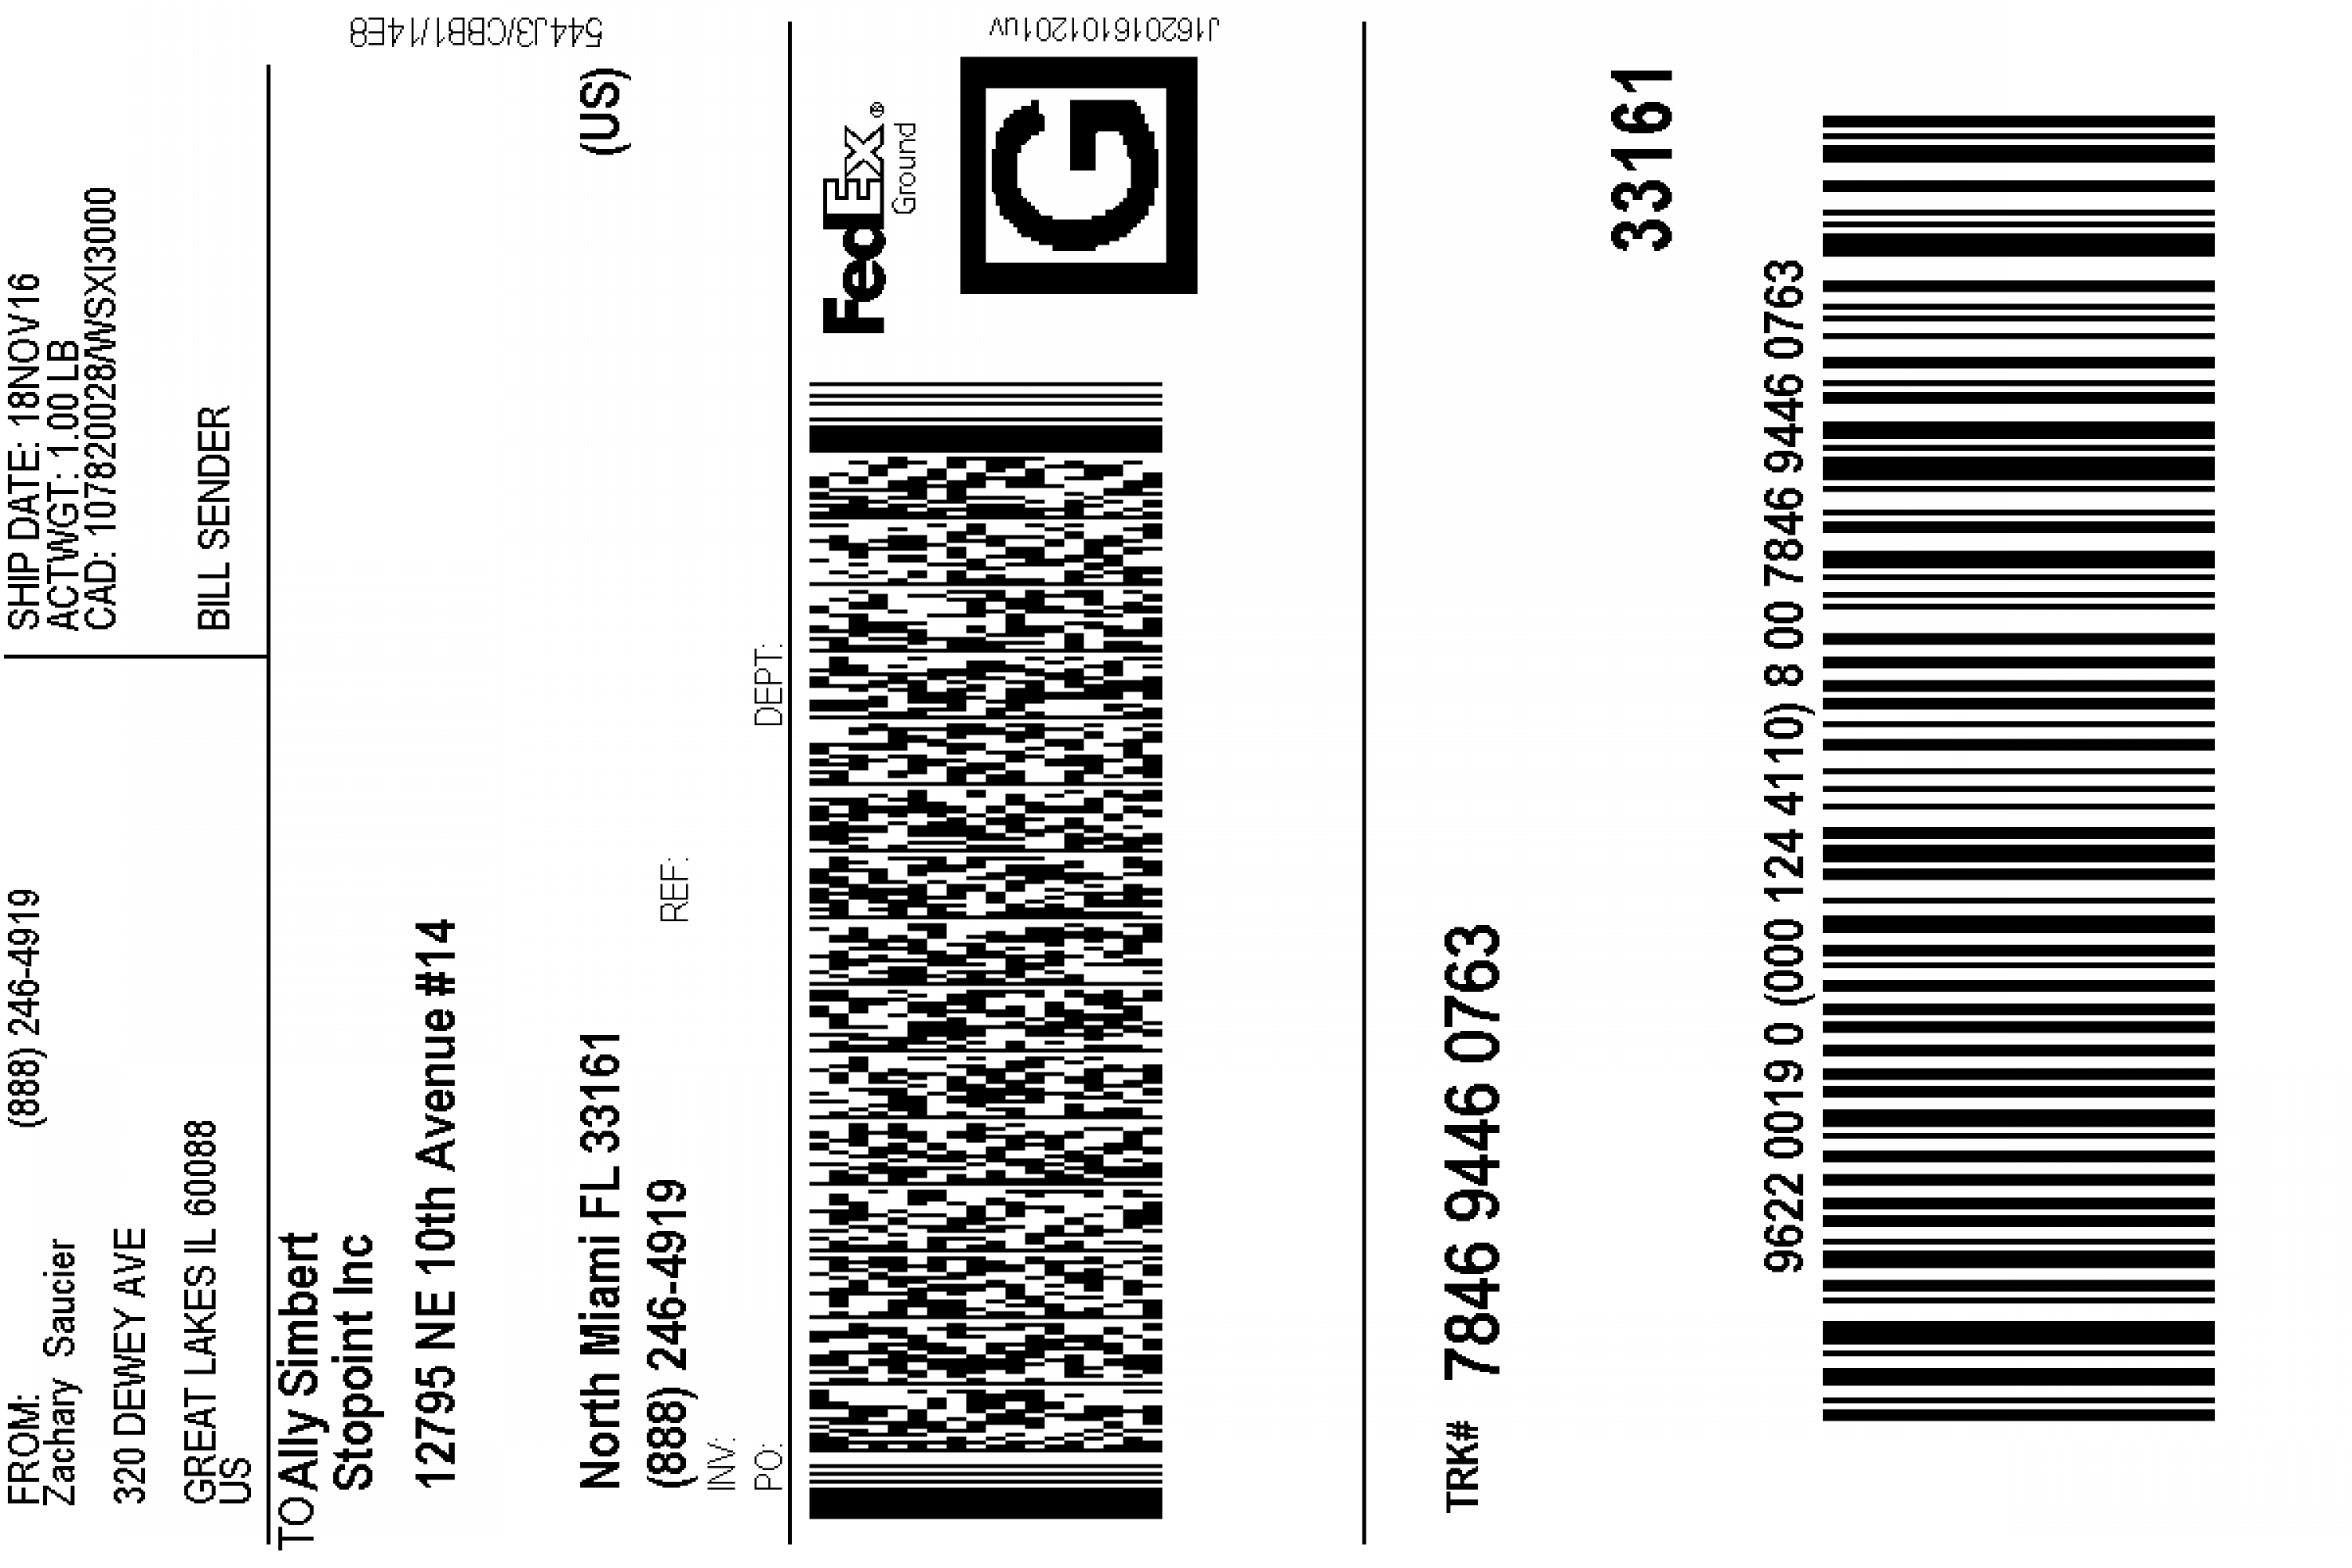 FROM: (888) 246-4919
Zachary Saucier
320 DEWEY AVE
GREAT LAKES IL 60088
US
SHIP DATE: 18NOV16
ACTWGT: 1.00 LB
CAD: 107820028/WSXI3000
BILL SENDER
TO Ally Simbert
Stopoint Inc
12795 NE 10th Avenue #14
North Miami FL 33161 (US)
(888) 246-4919 REF:
INV:
PO: DEPT:
544J3/CBB1/14E8
FedEx®
Ground
G
J16201610120​1uv
TRK# 7846 9446 0763
33161
9622 0019 0 (000 124 4110) 8 00 7846 9446 0763